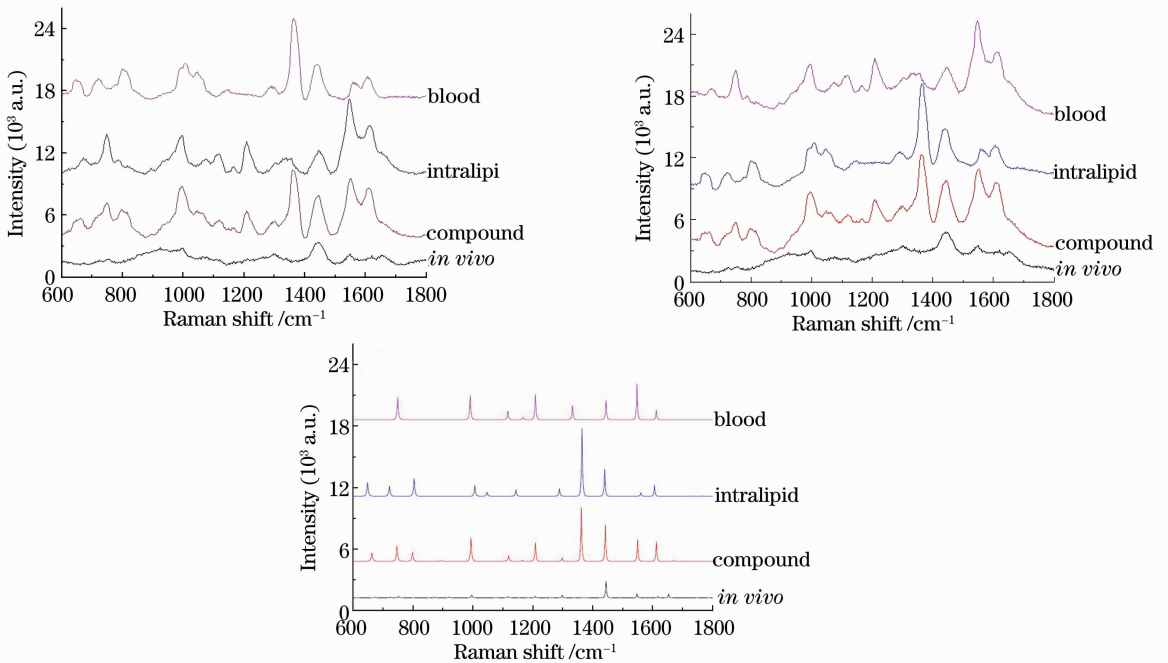 Intensity (10³ a.u.)
24
18
12
6
0
blood
intralipi
compound
in vivo
600 800 1000 1200 1400 1600 1800
Raman shift /cm⁻¹
Intensity (10³ a.u.)
24
18
12
6
0
blood
intralipid
compound
in vivo
600 800 1000 1200 1400 1600 1800
Raman shift /cm⁻¹
Intensity (10³ a.u.)
24
18
12
6
0
blood
intralipid
compound
in vivo
600 800 1000 1200 1400 1600 1800
Raman shift /cm⁻¹